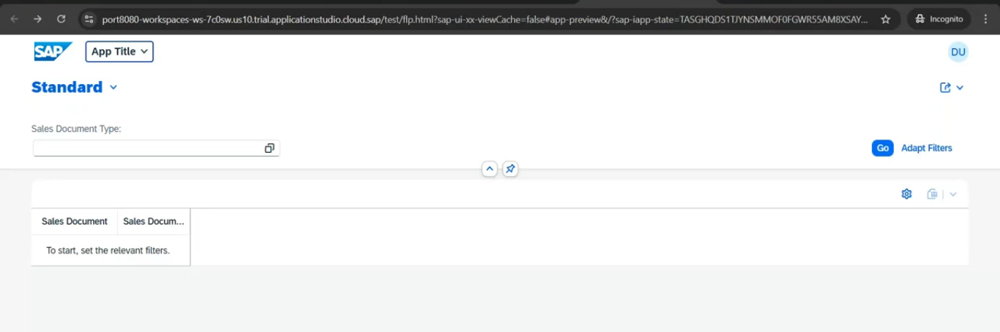 port8080-workspaces-ws-7c0sw.us10.trial.applicationstudio.cloud.sap/test/flp.html?sap-ui-xx-viewCache=false#app-preview&/?sap-iapp-state=TASGHQDS1TJYNSMMOF0FGWR55AM8XSAY... Incognito
SAP App Title DU
Standard
Sales Document Type:
Go Adapt Filters
Sales Document Sales Docum...
To start, set the relevant filters.